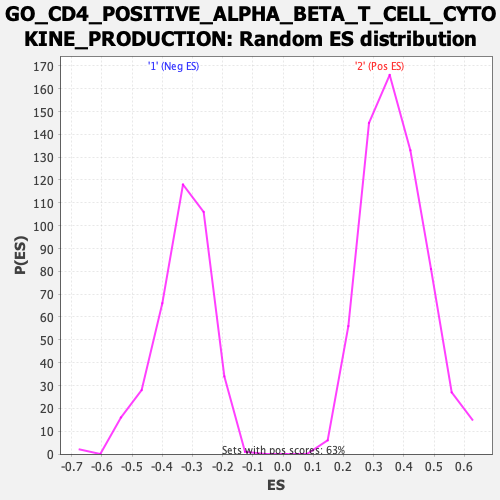 GO_CD4_POSITIVE_ALPHA_BETA_T_CELL_CYTO
KINE_PRODUCTION: Random ES distribution
'1' (Neg ES)
'2' (Pos ES)
170
160
150
140
130
120
110
100
90
80
70
60
50
40
30
20
10
0
P(ES)
Sets with pos scores: 63%
-0.7 -0.6 -0.5 -0.4 -0.3 -0.2 -0.1 0.0 0.1 0.2 0.3 0.4 0.5 0.6
ES